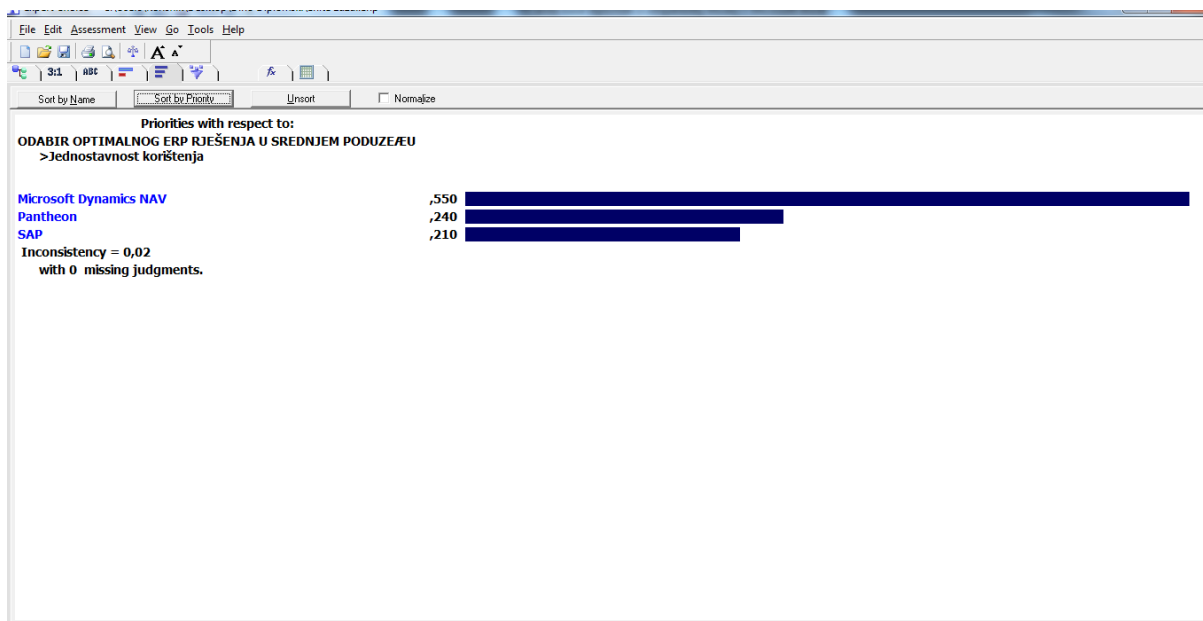 File Edit Assessment View Go Tools Help
A A
3:1 ABC fx
Sort by Name Sort by Priority Unsort Normalize
Priorities with respect to:
ODABIR OPTIMALNOG ERP RJEŠENJA U SREDNJEM PODUZEÆU
>Jednostavnost korištenja
Microsoft Dynamics NAV ,550
Pantheon ,240
SAP ,210
Inconsistency = 0,02
with 0 missing judgments.